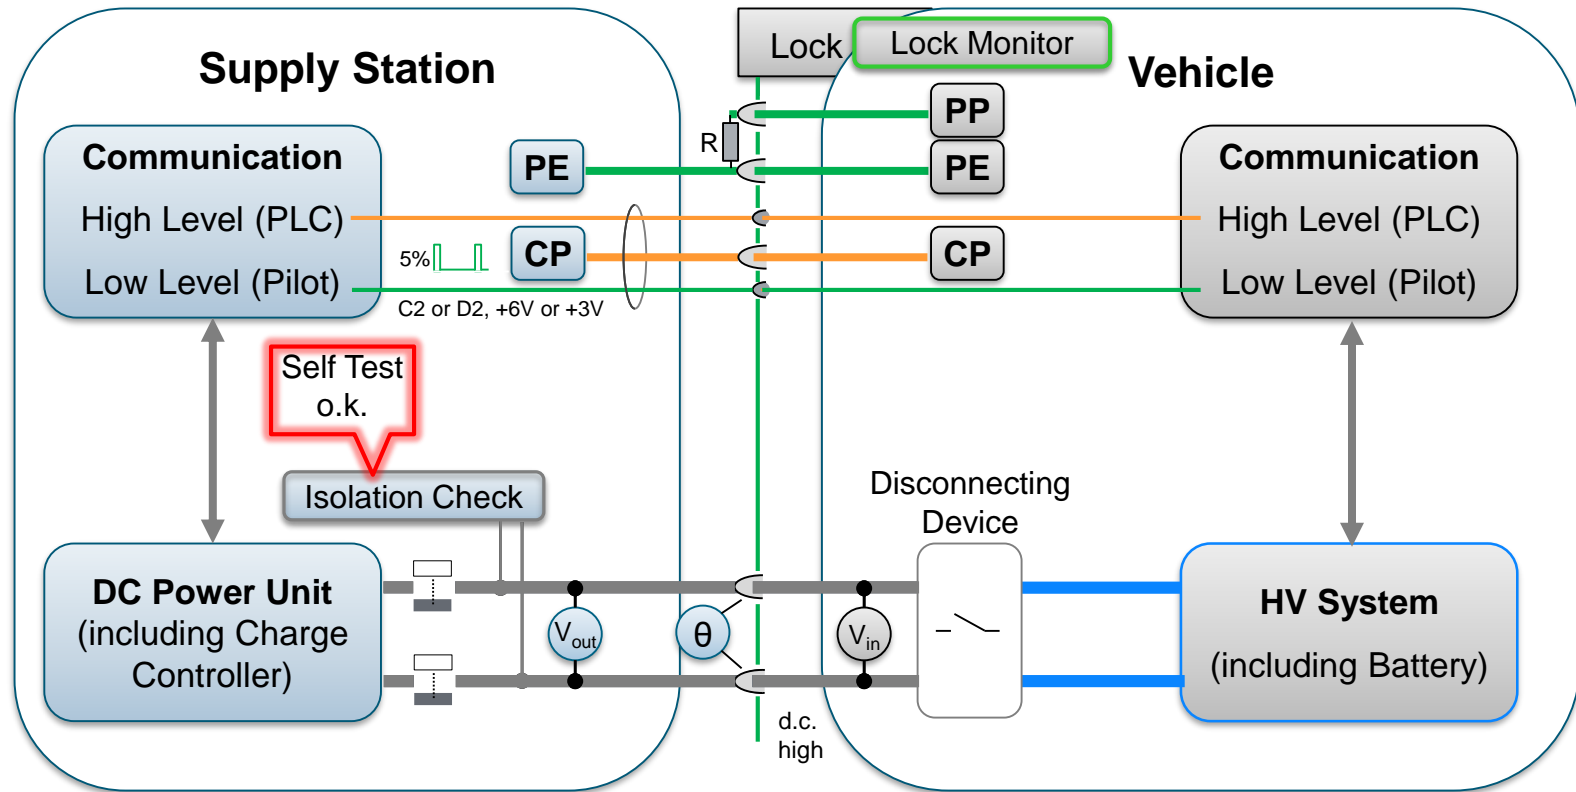 Lock
Lock Monitor
Supply Station
Vehicle
PP
R
PE
PE
Communication
High Level (PLC)
Low Level (Pilot)
Communication
High Level (PLC)
Low Level (Pilot)
5%
CP
CP
C2 or D2, +6V or +3V
Self Test
o.k.
Isolation Check
Disconnecting
Device
DC Power Unit
(including Charge
Controller)
Vout
θ
Vin
HV System
(including Battery)
d.c.
high